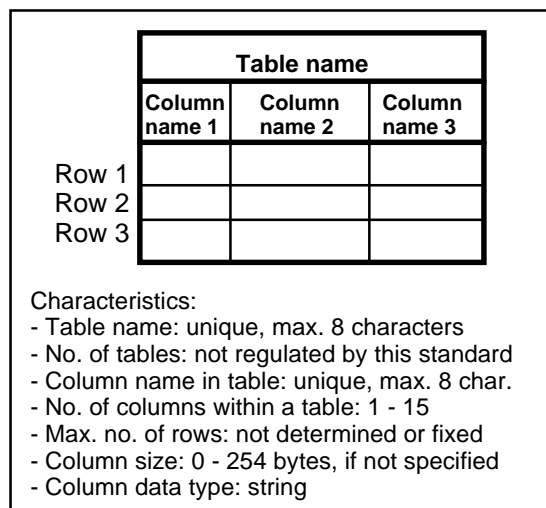 Table name
Column Column Column
name 1 name 2 name 3
Row 1
Row 2
Row 3
Characteristics:
- Table name: unique, max. 8 characters
- No. of tables: not regulated by this standard
- Column name in table: unique, max. 8 char.
- No. of columns within a table: 1 - 15
- Max. no. of rows: not determined or fixed
- Column size: 0 - 254 bytes, if not specified
- Column data type: string